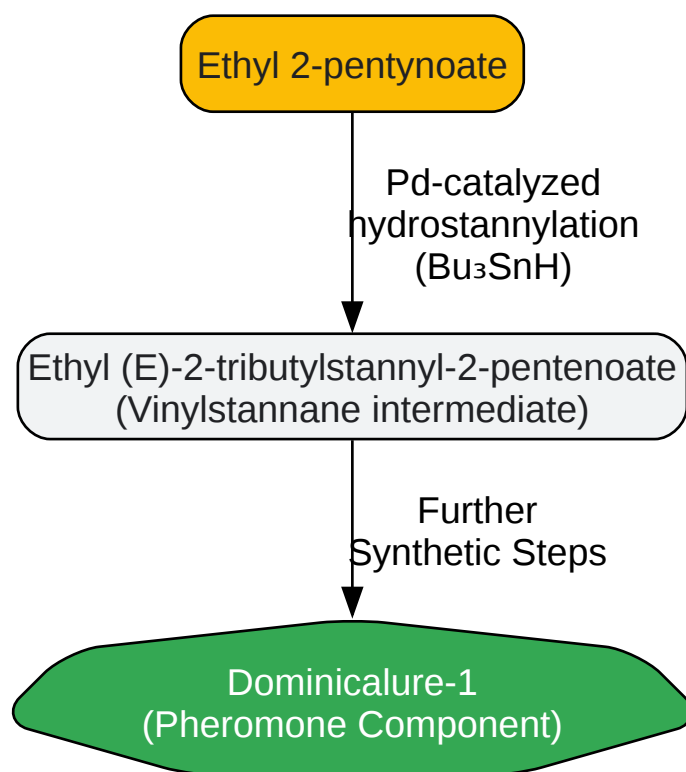 Ethyl 2-pentynoate
Pd-catalyzed
hydrostannylation
(Bu₃SnH)
Ethyl (E)-2-tributylstannyl-2-pentenoate
(Vinylstannane intermediate)
Further
Synthetic Steps
Dominicalure-1
(Pheromone Component)